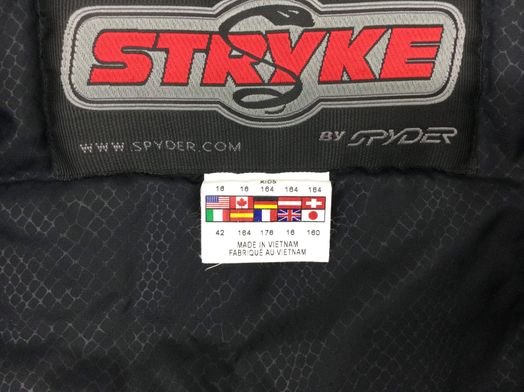 STRYKE
WWW.SPYDER.COM
BY SPYDER
KIDS
16 16 164 164 164
42 164 176 16 160
MADE IN VIETNAM
FABRIQUÉ AU VIETNAM